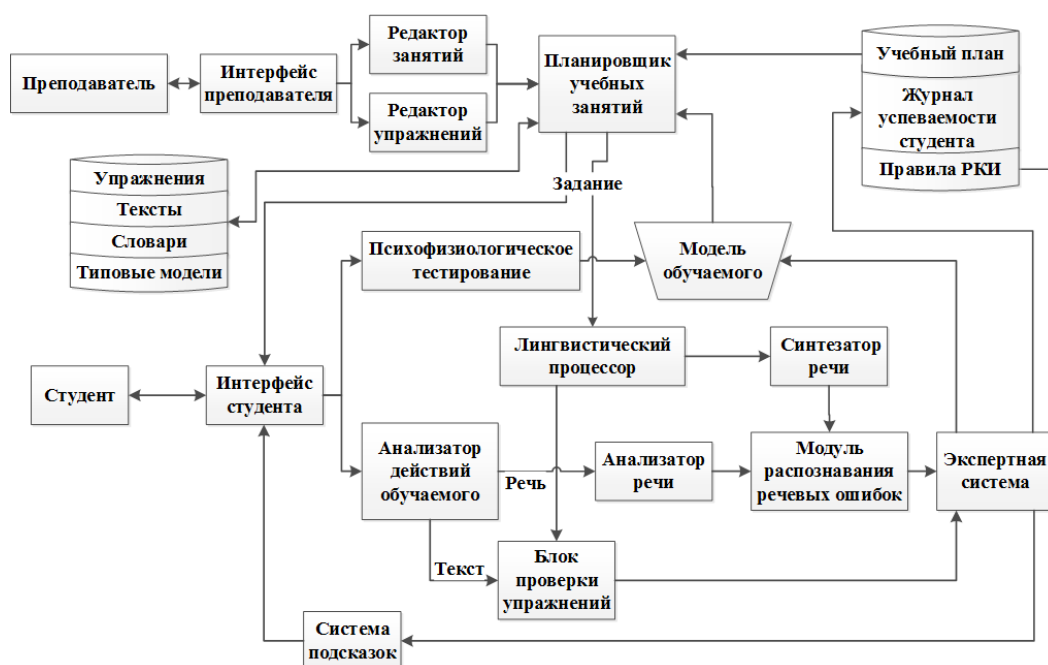 Преподаватель
Интерфейс
преподавателя
Редактор
занятий
Редактор
упражнений
Планировщик
учебных
занятий
Учебный план
Журнал
успеваемости
студента
Правила РКИ
Упражнения
Тексты
Словари
Типовые модели
Задание
Психофизиологическое
тестирование
Модель
обучаемого
Лингвистический
процессор
Синтезатор
речи
Студент
Интерфейс
студента
Анализатор
действий
обучаемого
Речь
Анализатор
речи
Модуль
распознавания
речевых ошибок
Экспертная
система
Текст
Блок
проверки
упражнений
Система
подсказок